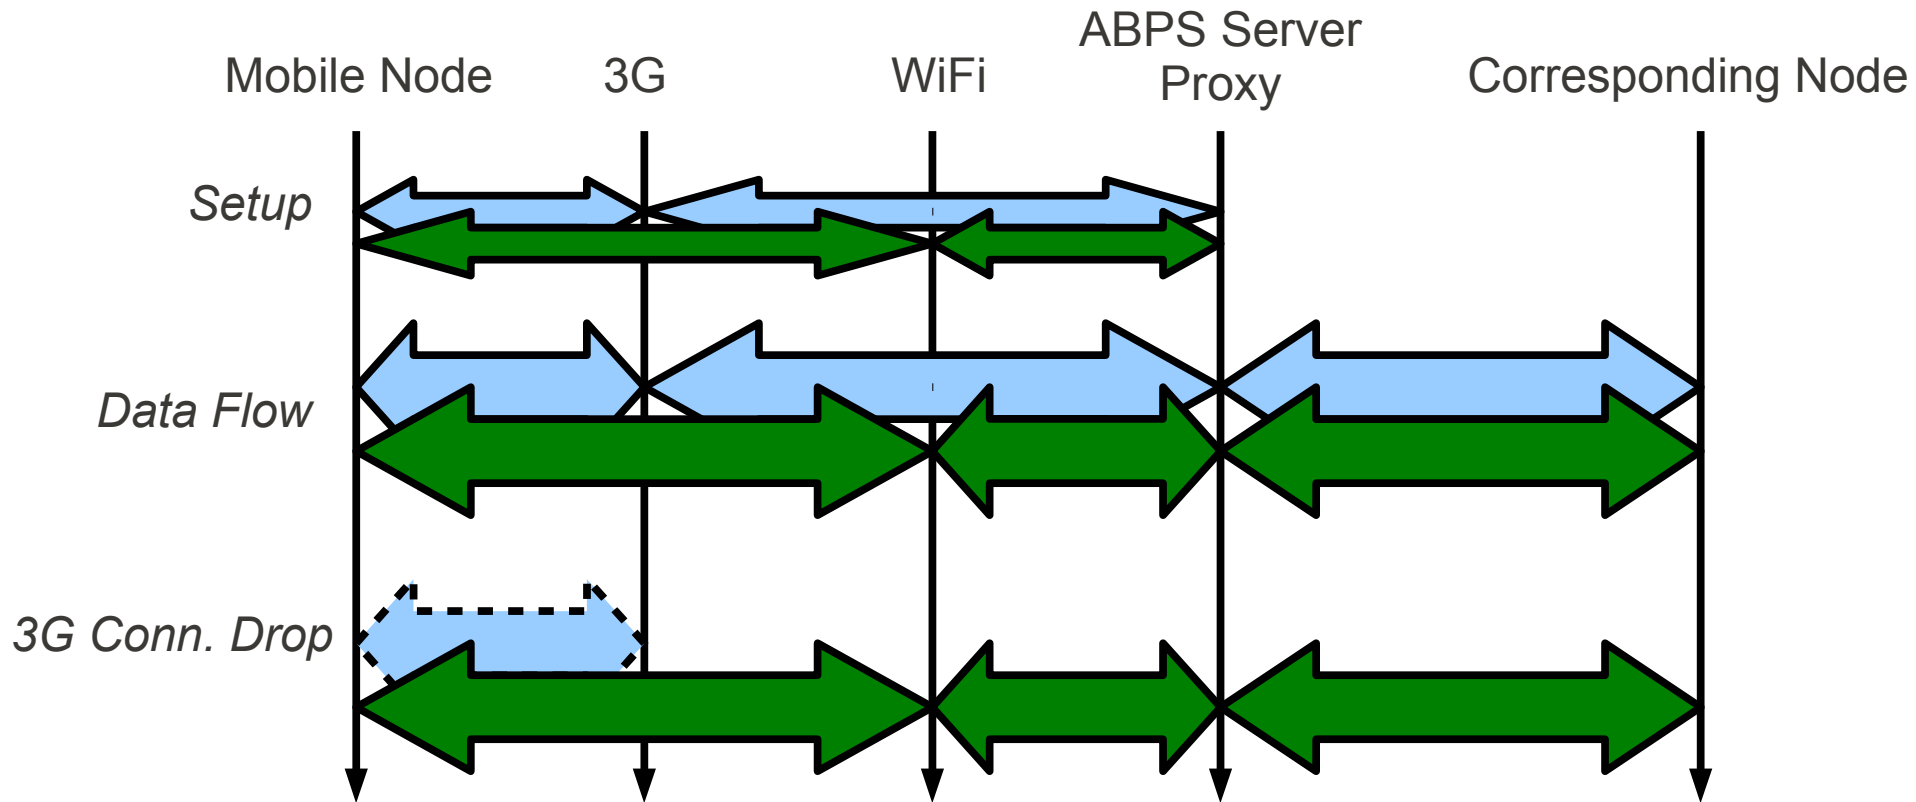 Mobile Node
3G
WiFi
ABPS Server
Proxy
Corresponding Node
Setup
Data Flow
3G Conn. Drop